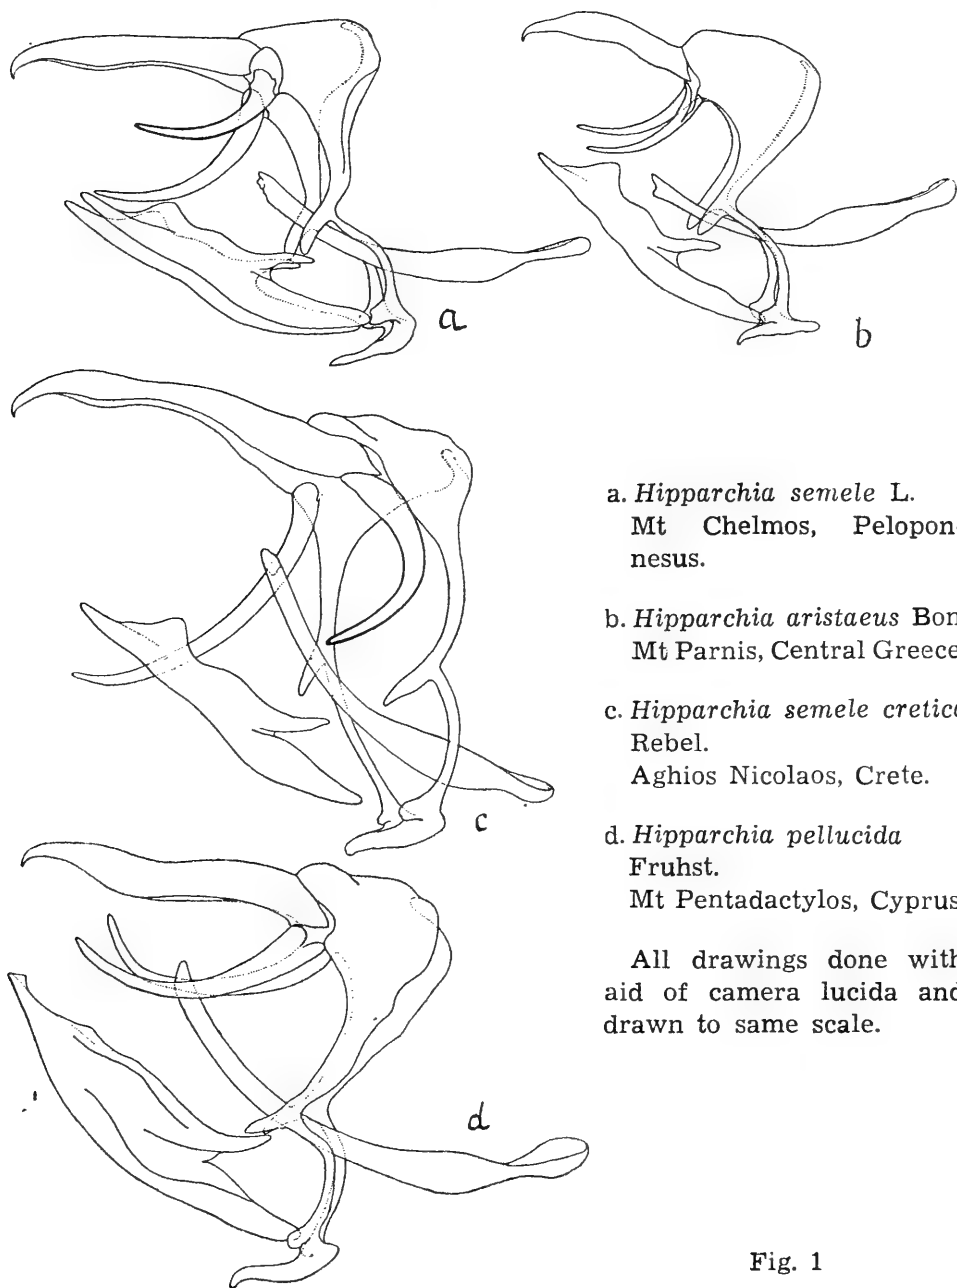 a
b
c
d
a. Hipparchia semele L.
Mt Chelmos, Pelopon-
nesus.
b. Hipparchia aristaeus Bon
Mt Parnis, Central Greece
c. Hipparchia semele cretica
Rebel.
Aghios Nicolaos, Crete.
d. Hipparchia pellucida
Fruhst.
Mt Pentadactylos, Cyprus
All drawings done with
aid of camera lucida and
drawn to same scale.
Fig. 1